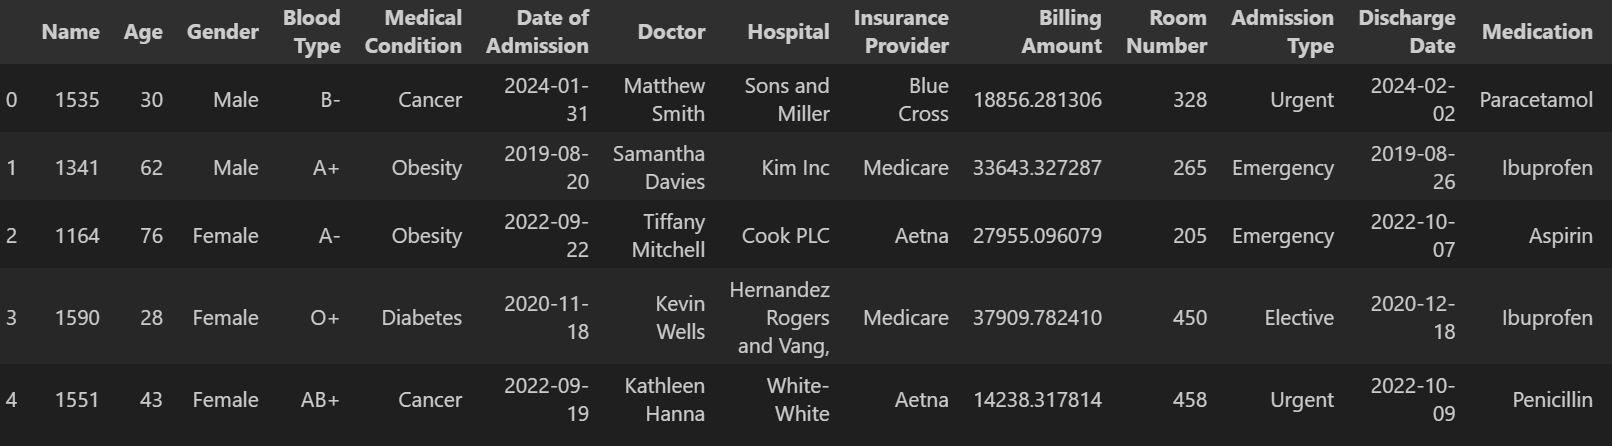 Name Age Gender Blood Type Medical Condition Date of Admission Doctor Hospital Insurance Provider Billing Amount Room Number Admission Type Discharge Date Medication
0 1535 30 Male B- Cancer 2024-01-31 Matthew Smith Sons and Miller Blue Cross 18856.281306 328 Urgent 2024-02-02 Paracetamol
1 1341 62 Male A+ Obesity 2019-08-20 Samantha Davies Kim Inc Medicare 33643.327287 265 Emergency 2019-08-26 Ibuprofen
2 1164 76 Female A- Obesity 2022-09-22 Tiffany Mitchell Cook PLC Aetna 27955.096079 205 Emergency 2022-10-07 Aspirin
3 1590 28 Female O+ Diabetes 2020-11-18 Kevin Wells Hernandez Rogers and Vang, Medicare 37909.782410 450 Elective 2020-12-18 Ibuprofen
4 1551 43 Female AB+ Cancer 2022-09-19 Kathleen Hanna White-White Aetna 14238.317814 458 Urgent 2022-10-09 Penicillin